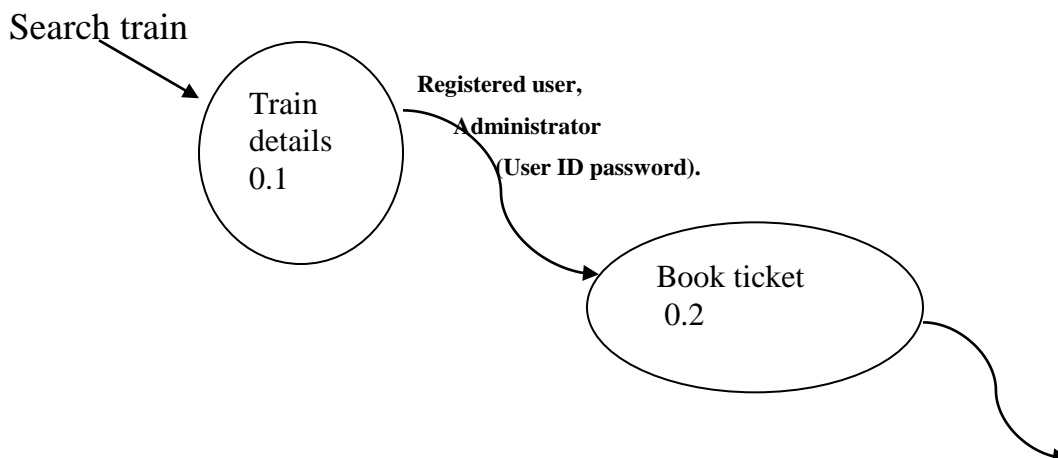 Search train
Train
details
0.1
Registered user,
Administrator
(User ID password).
Book ticket
0.2